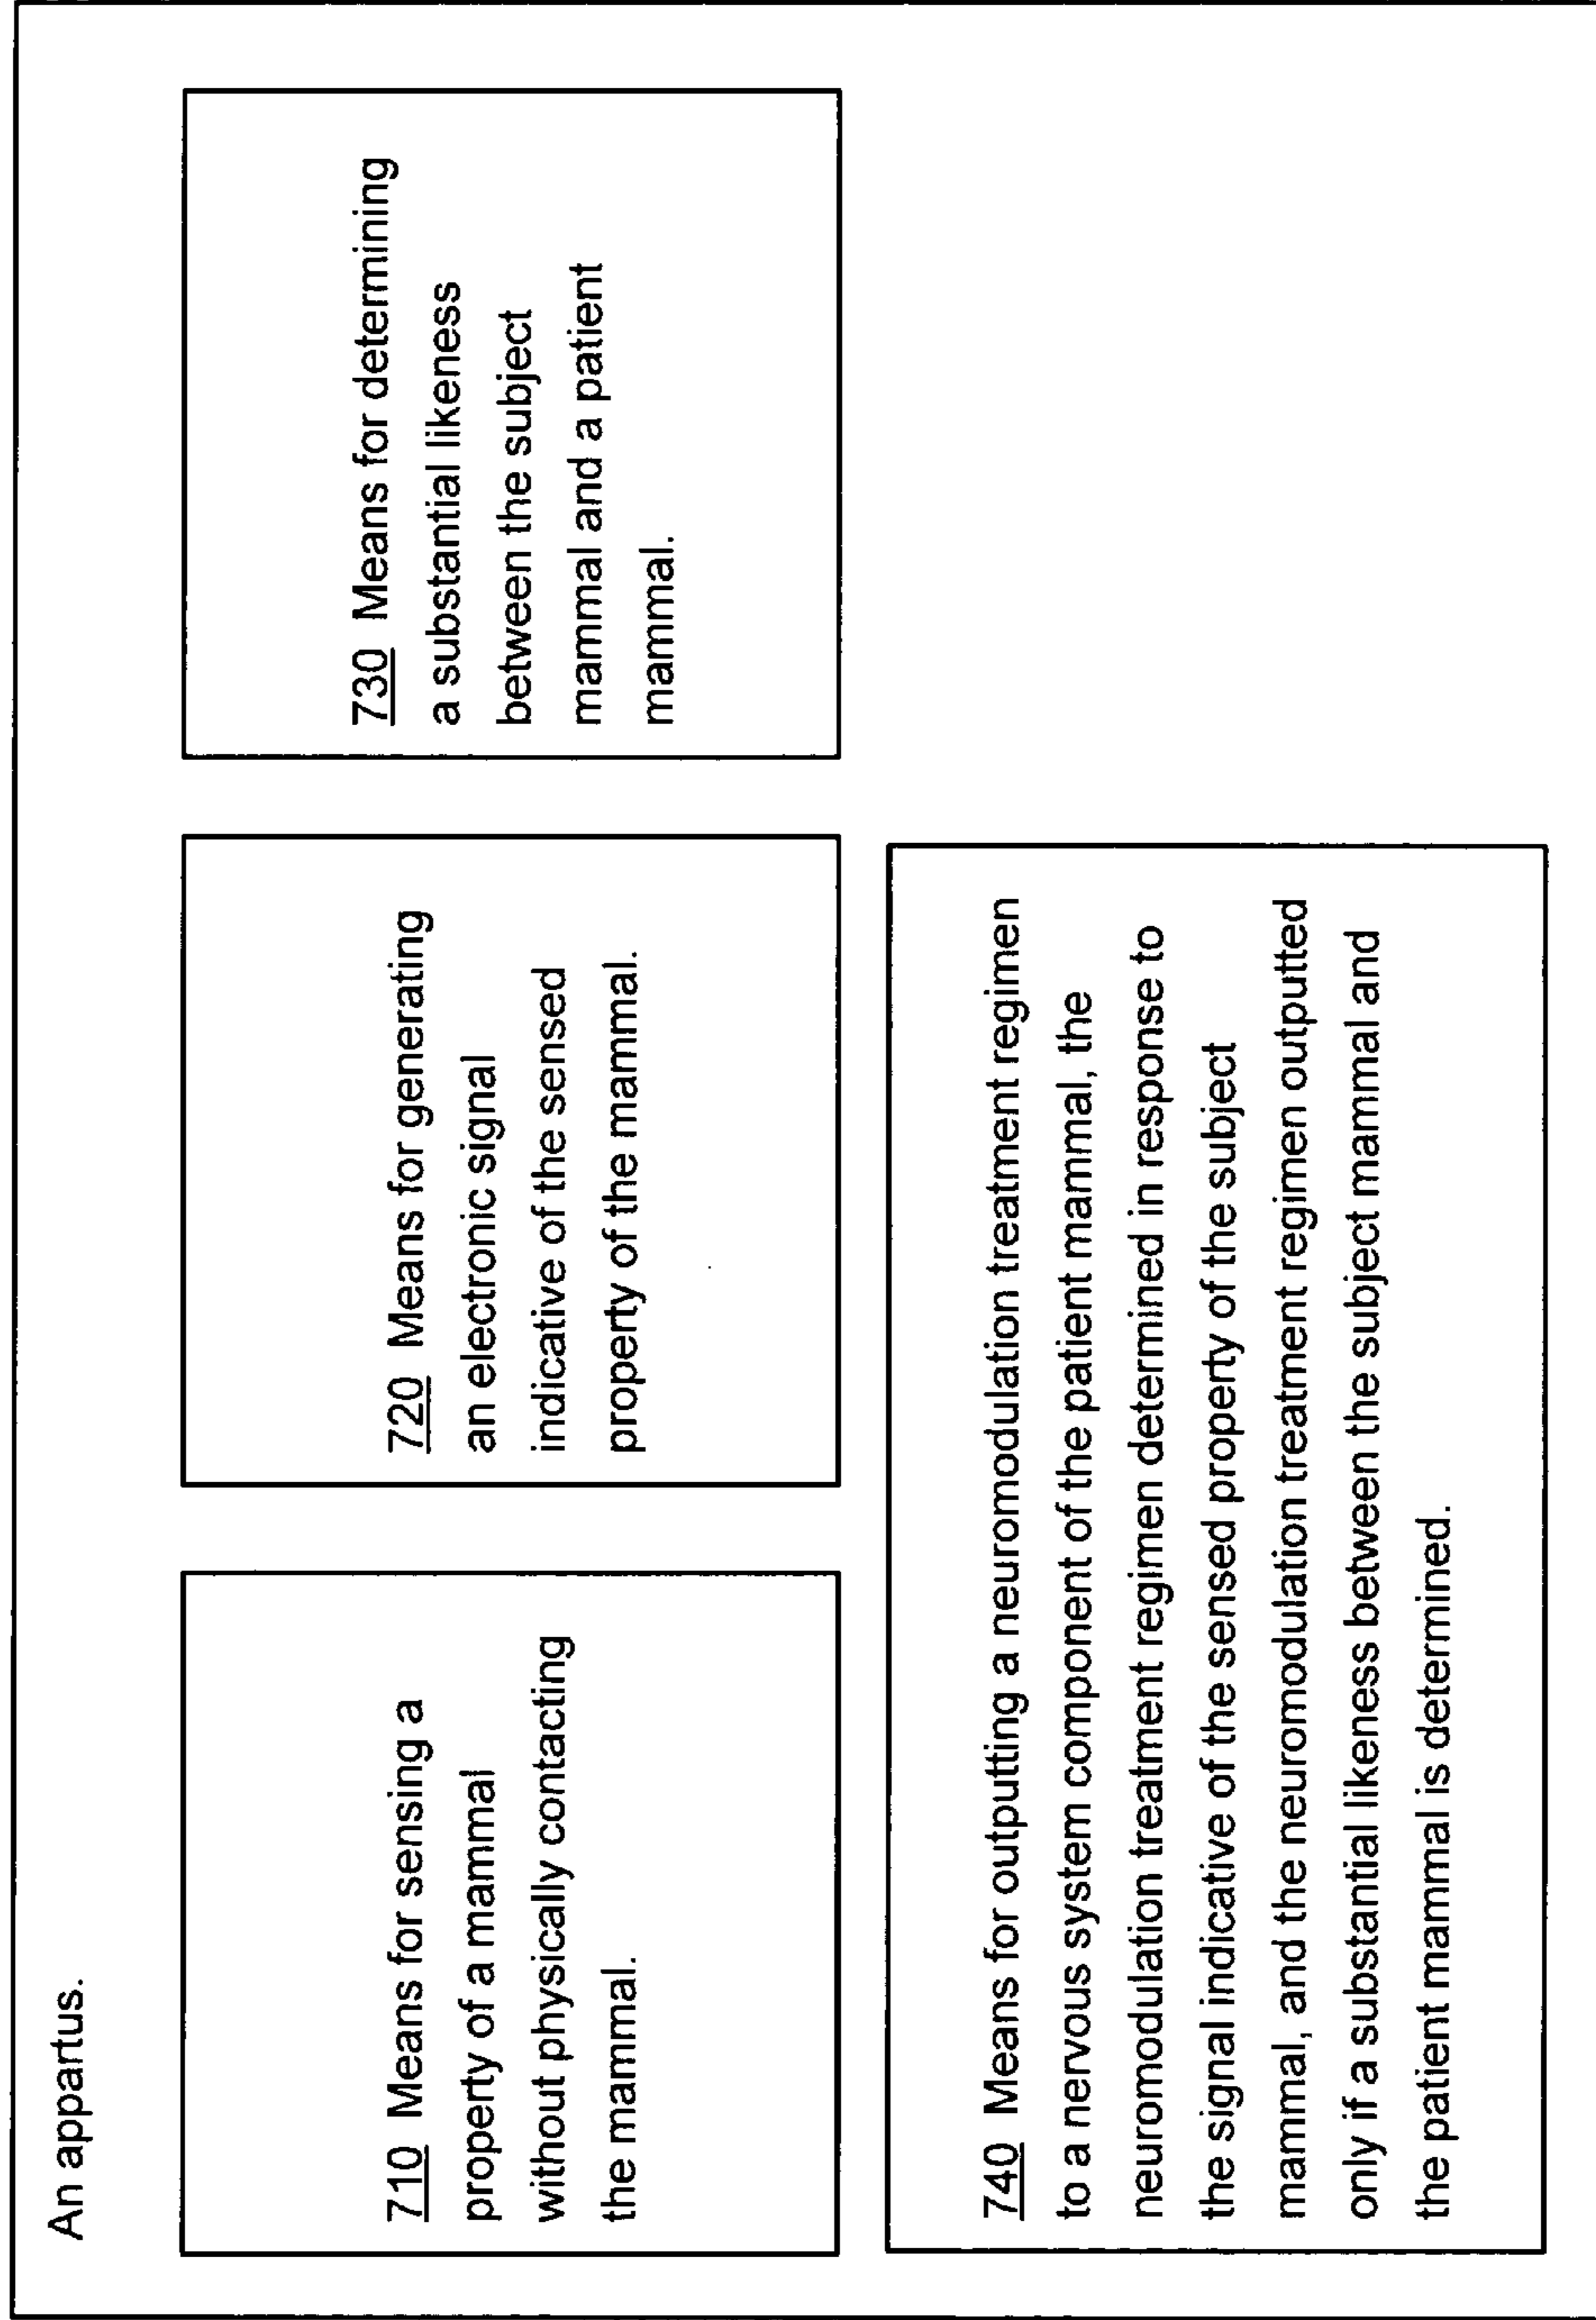 An appartus.
710 Means for sensing a
property of a mammal
without physically contacting
the mammal.
720 Means for generating
an electronic signal
indicative of the sensed
property of the mammal.
730 Means for determining
a substantial likeness
between the subject
mammal and a patient
mammal.
740 Means for outputting a neuromodulation treatment regimen
to a nervous system component of the patient mammal, the
neuromodulation treatment regimen determined in response to
the signal indicative of the sensed property of the subject
mammal, and the neuromodulation treatment regimen outputted
only if a substantial likeness between the subject mammal and
the patient mammal is determined.